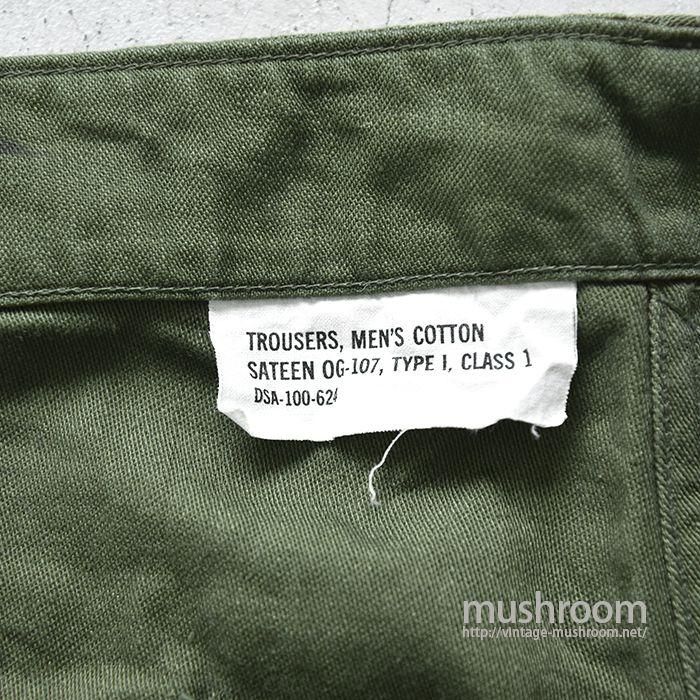 TROUSERS, MEN'S COTTON
SATEEN OG-107, TYPE I, CLASS 1
DSA-100-62
mushroom
http://vintage-mushroom.net/